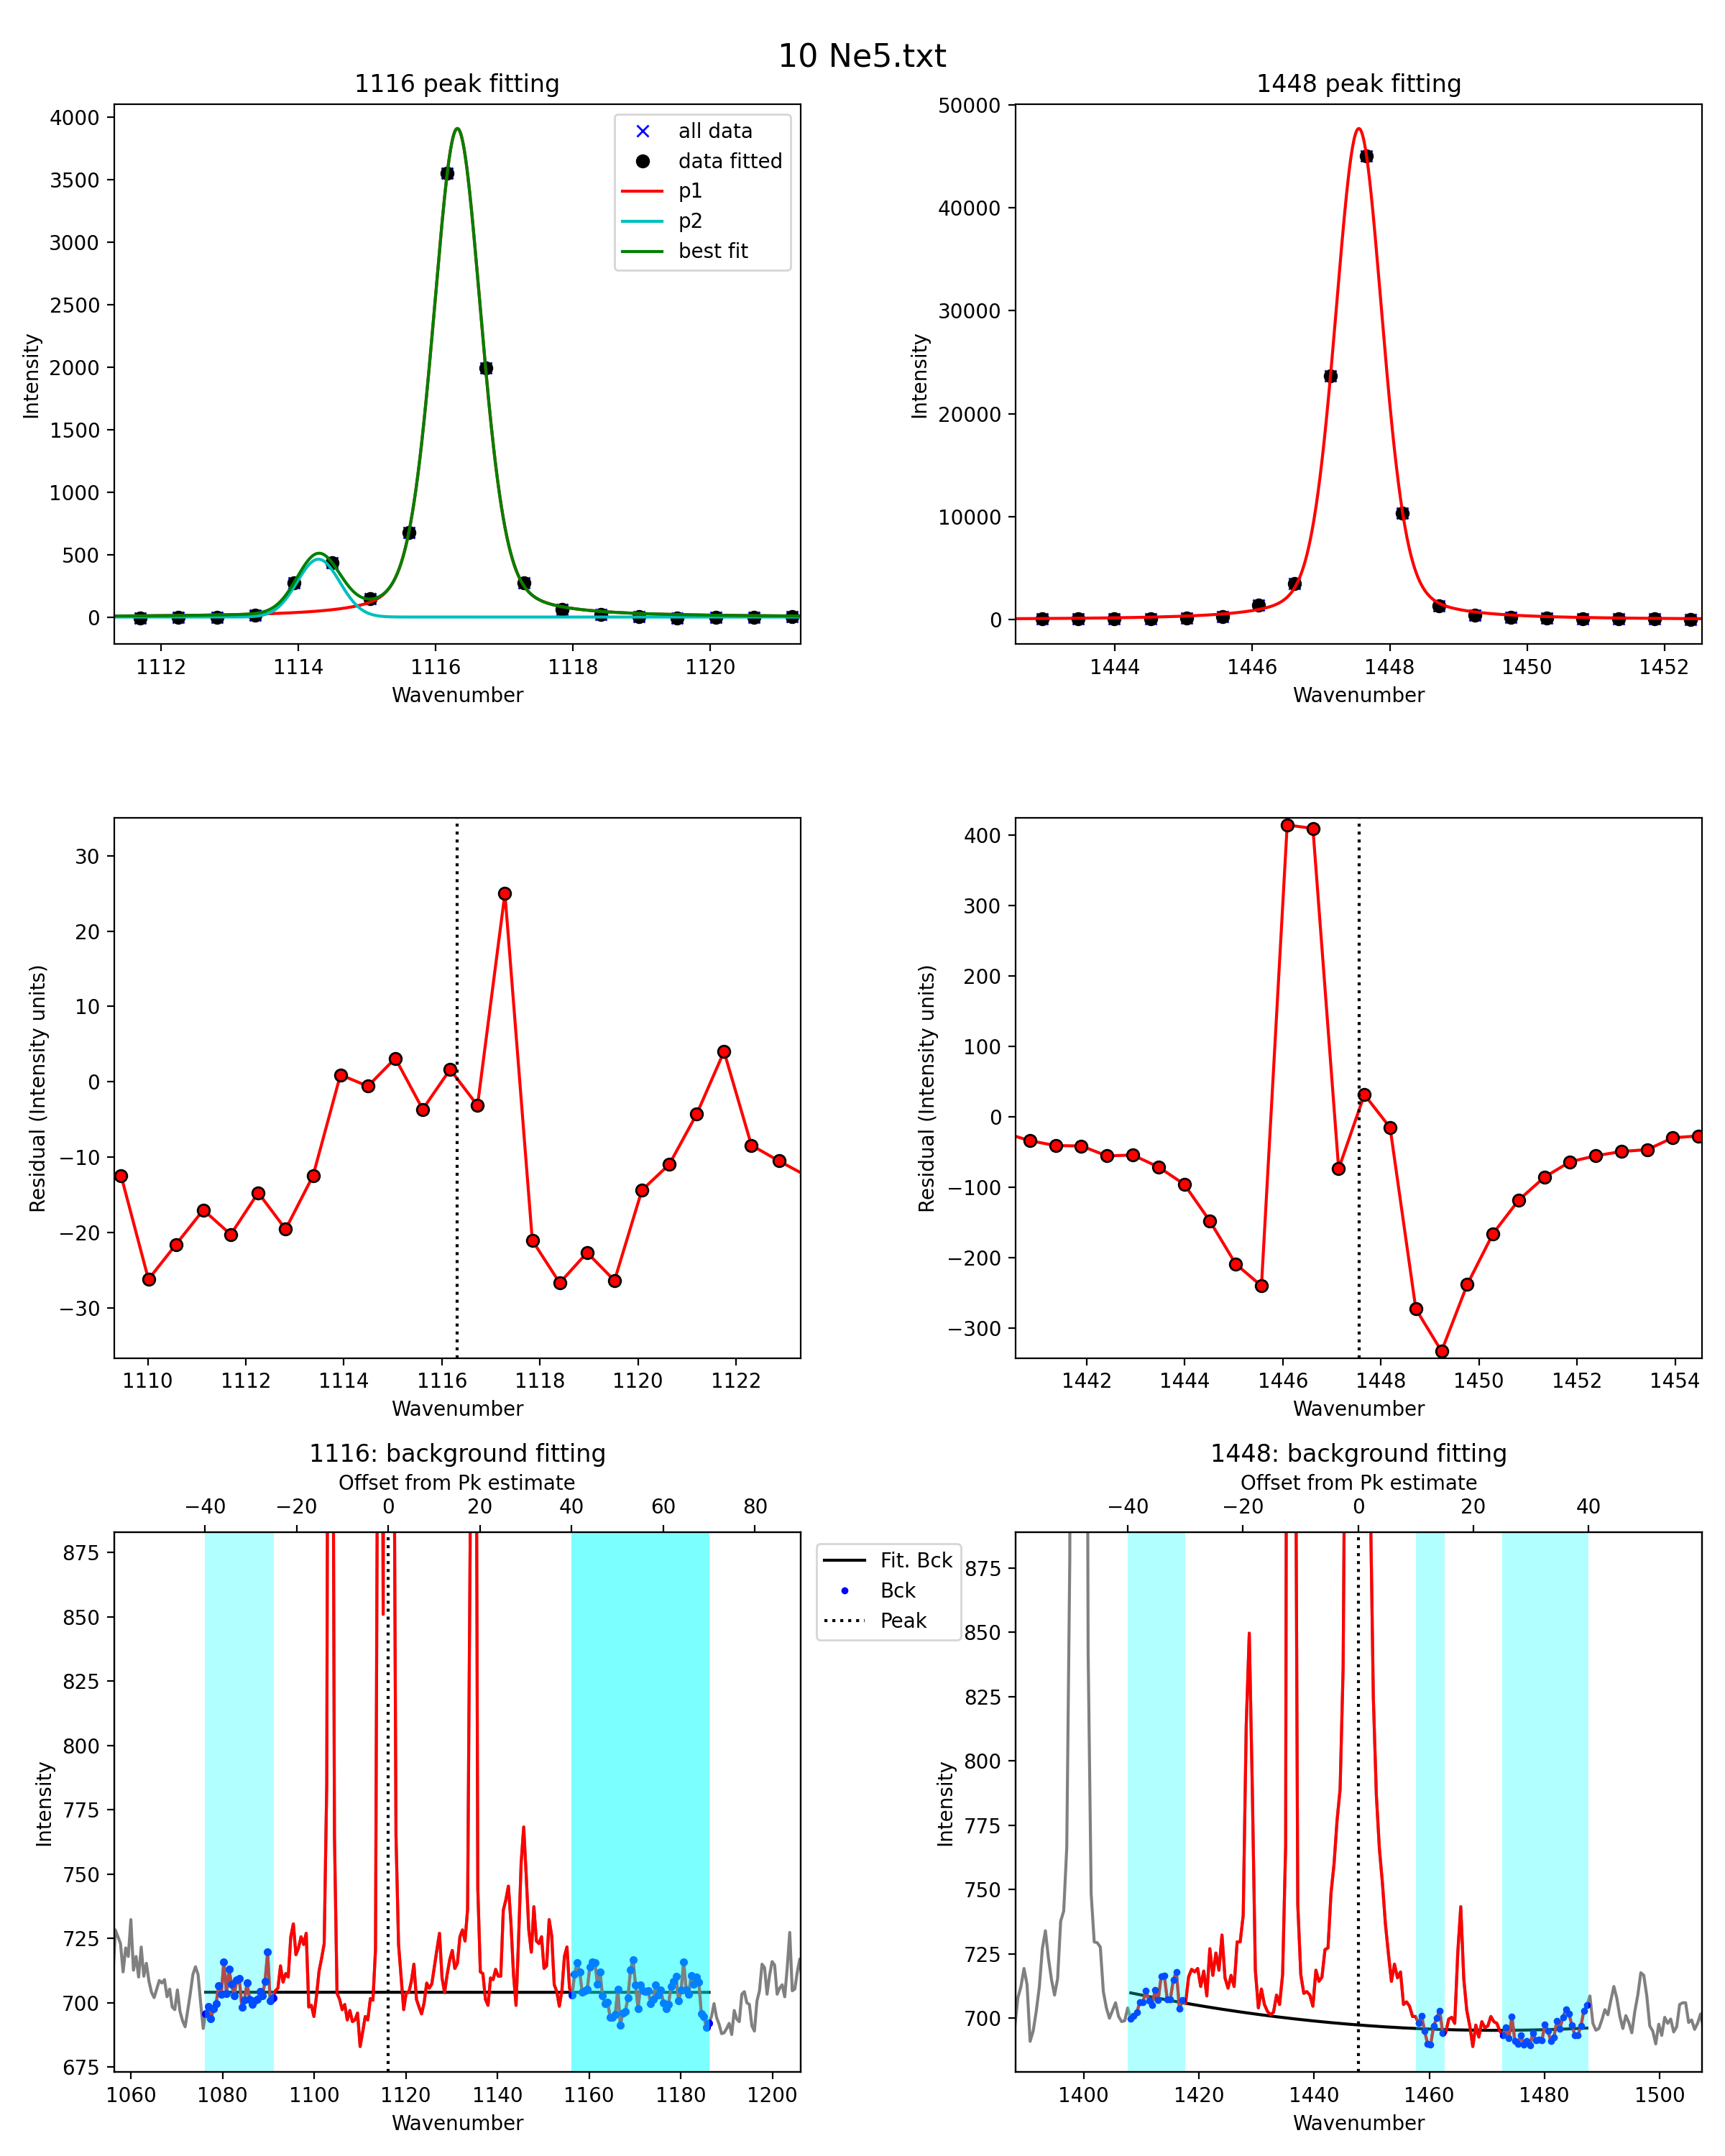 10 Ne5.txt
1116 peak fitting
4000
3500
3000
2500
2000
1500
1000
500
0
Intensity
all data
data fitted
p1
p2
best fit
1112 1114 1116 1118 1120
Wavenumber
1448 peak fitting
50000
40000
30000
20000
10000
0
Intensity
1444 1446 1448 1450 1452
Wavenumber
30
20
10
0
−10
−20
−30
Residual (Intensity units)
1110 1112 1114 1116 1118 1120 1122
Wavenumber
400
300
200
100
0
−100
−200
−300
Residual (Intensity units)
1442 1444 1446 1448 1450 1452 1454
Wavenumber
1116: background fitting
Offset from Pk estimate
−40 −20 0 20 40 60 80
875
850
825
800
775
750
725
700
675
Intensity
1060 1080 1100 1120 1140 1160 1180 1200
Wavenumber
Fit. Bck
Bck
Peak
1448: background fitting
Offset from Pk estimate
−40 −20 0 20 40
875
850
825
800
775
750
725
700
Intensity
1400 1420 1440 1460 1480 1500
Wavenumber